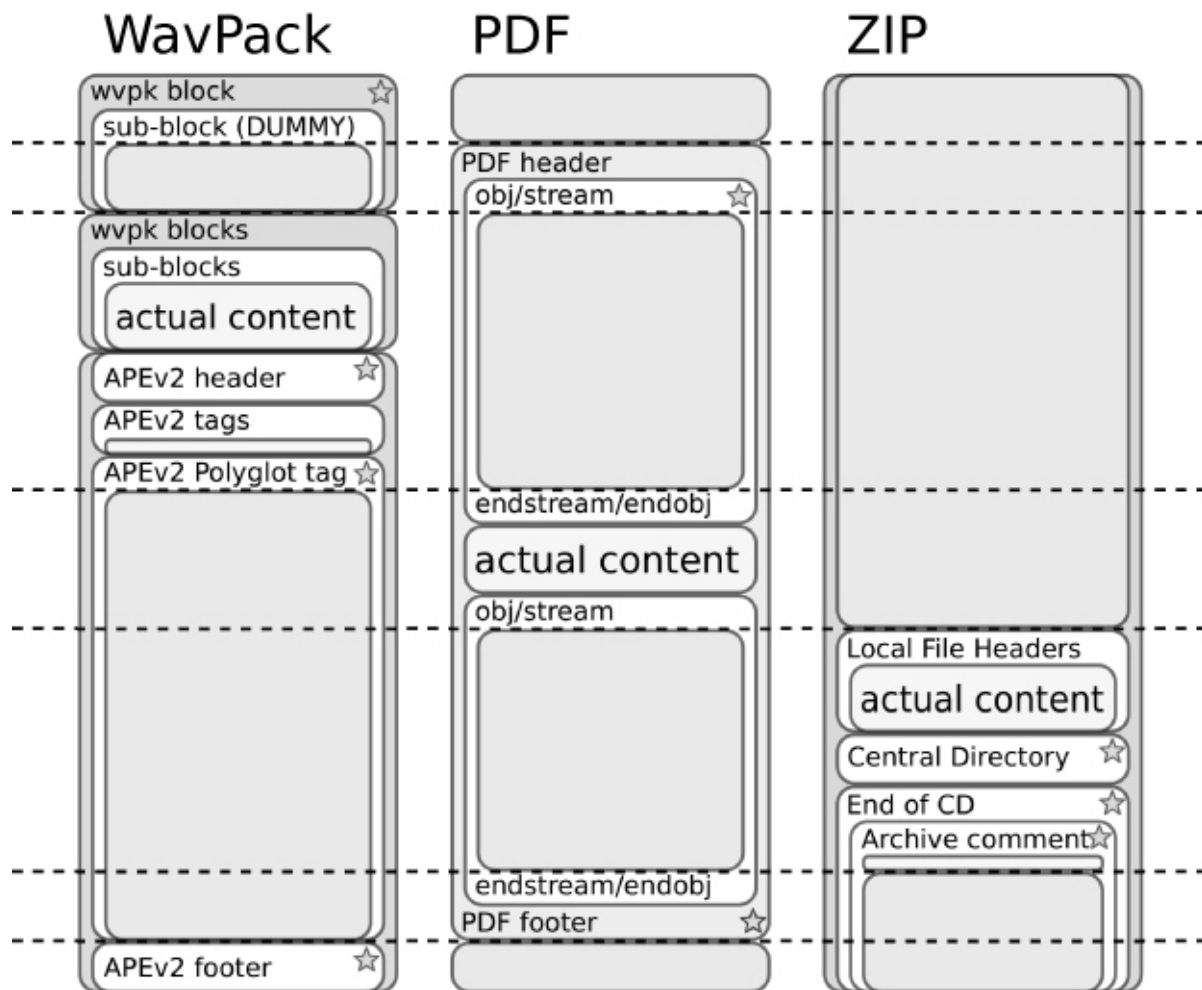 WavPack
wvpk block
sub-block (DUMMY)
wvpk blocks
sub-blocks
actual content
APEv2 header
APEv2 tags
APEv2 Polyglot tag
APEv2 footer
PDF
PDF header
obj/stream
endstream/endobj
actual content
obj/stream
endstream/endobj
PDF footer
ZIP
Local File Headers
actual content
Central Directory
End of CD
Archive comment